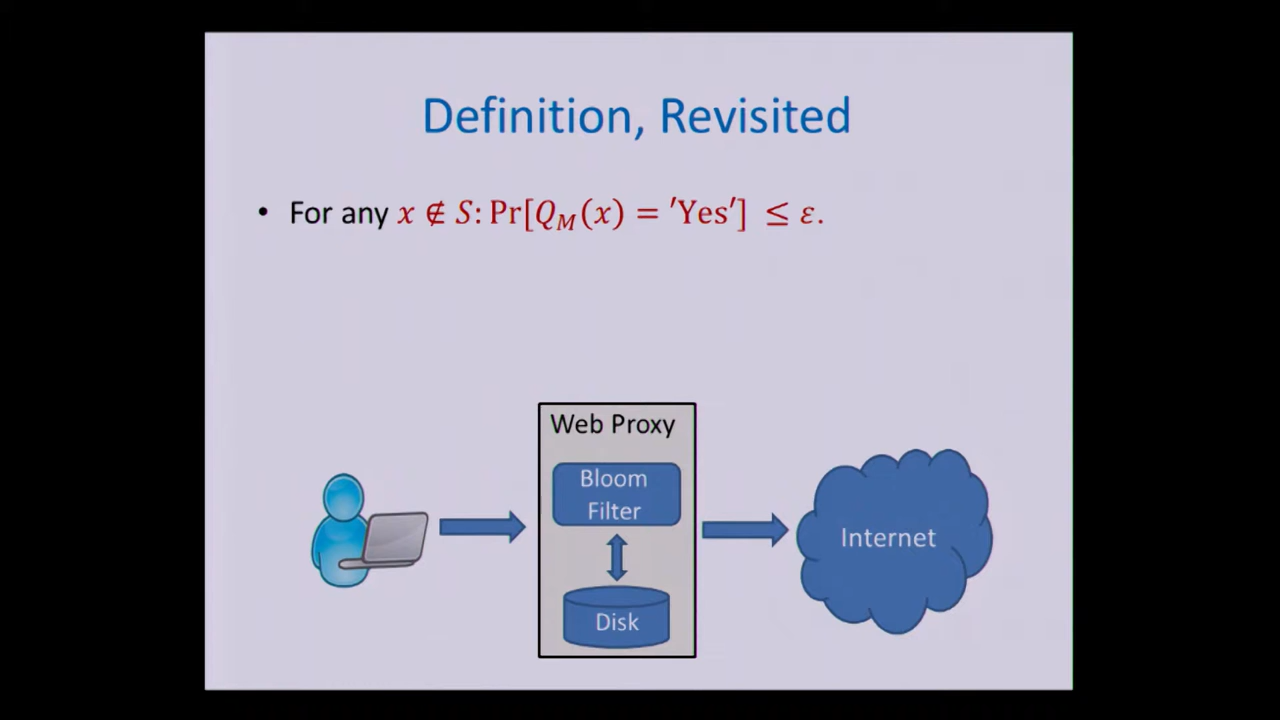 Definition, Revisited
• For any x ∉ S: Pr[Q_M(x) = 'Yes'] ≤ ε.
Web Proxy
Bloom
Filter
Disk
Internet